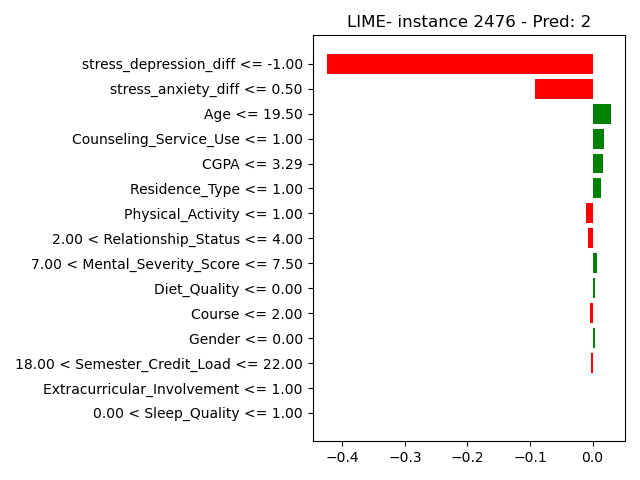 LIME- instance 2476 - Pred: 2
stress_depression_diff <= -1.00
stress_anxiety_diff <= 0.50
Age <= 19.50
Counseling_Service_Use <= 1.00
CGPA <= 3.29
Residence_Type <= 1.00
Physical_Activity <= 1.00
2.00 < Relationship_Status <= 4.00
7.00 < Mental_Severity_Score <= 7.50
Diet_Quality <= 0.00
Course <= 2.00
Gender <= 0.00
18.00 < Semester_Credit_Load <= 22.00
Extracurricular_Involvement <= 1.00
0.00 < Sleep_Quality <= 1.00
−0.4 −0.3 −0.2 −0.1 0.0